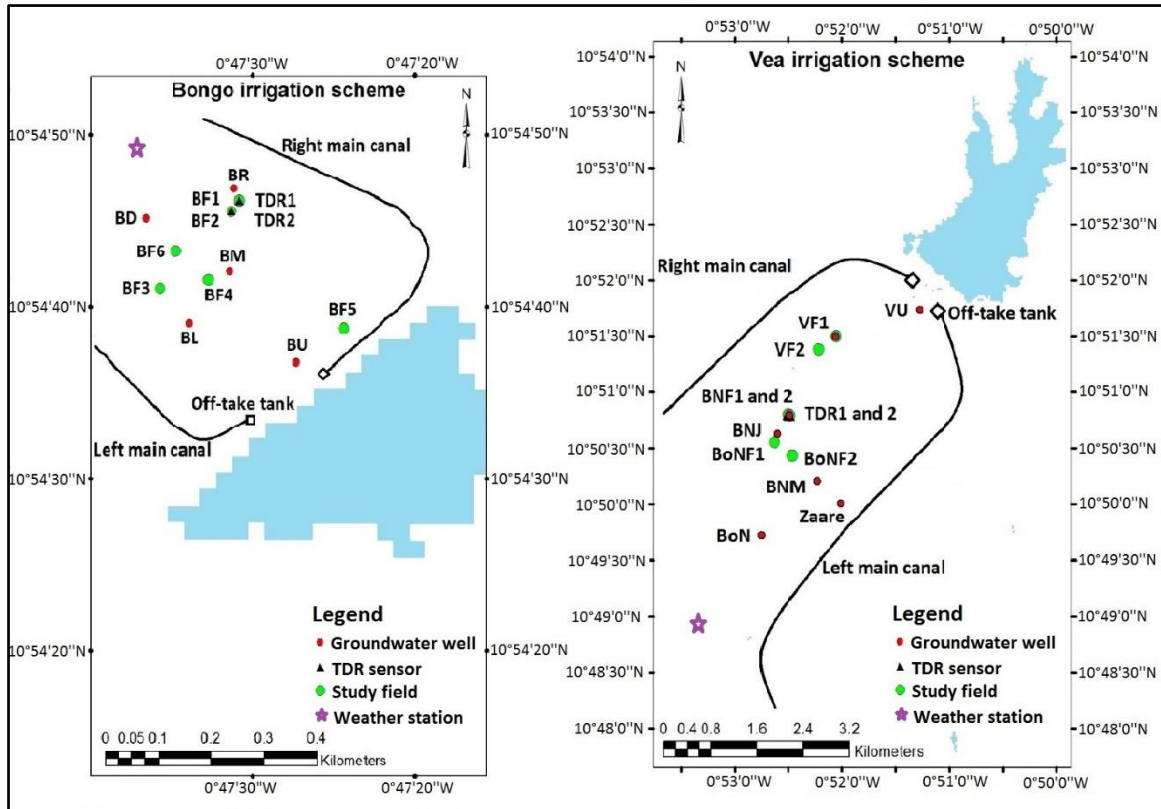 0°47'30"W
0°47'20"W
Bongo irrigation scheme
N
10°54'50"N
10°54'50"N
Right main canal
BR
BF1
TDR1
BF2
TDR2
BD
BF6
BM
BF3
BF4
10°54'40"N
10°54'40"N
BF5
BL
BU
Off-take tank
Left main canal
10°54'30"N
10°54'30"N
Legend
Groundwater well
TDR sensor
Study field
Weather station
10°54'20"N
10°54'20"N
0 0.05 0.1 0.2 0.3 0.4
Kilometers
0°47'30"W
0°47'20"W
0°53'0"W
0°52'0"W
0°51'0"W
0°50'0"W
Vea irrigation scheme
N
10°54'0"N
10°54'0"N
10°53'30"N
10°53'30"N
10°53'0"N
10°53'0"N
10°52'30"N
10°52'30"N
Right main canal
10°52'0"N
10°52'0"N
VU
Off-take tank
VF1
10°51'30"N
10°51'30"N
VF2
10°51'0"N
10°51'0"N
BNF1 and 2
TDR1 and 2
BNJ
10°50'30"N
10°50'30"N
BoNF1
BoNF2
BNM
10°50'0"N
10°50'0"N
Zaare
BoN
10°49'30"N
10°49'30"N
Left main canal
10°49'0"N
10°49'0"N
Legend
Groundwater well
TDR sensor
Study field
Weather station
10°48'30"N
10°48'30"N
10°48'0"N
10°48'0"N
0 0.4 0.8 1.6 2.4 3.2
Kilometers
0°53'0"W
0°52'0"W
0°51'0"W
0°50'0"W